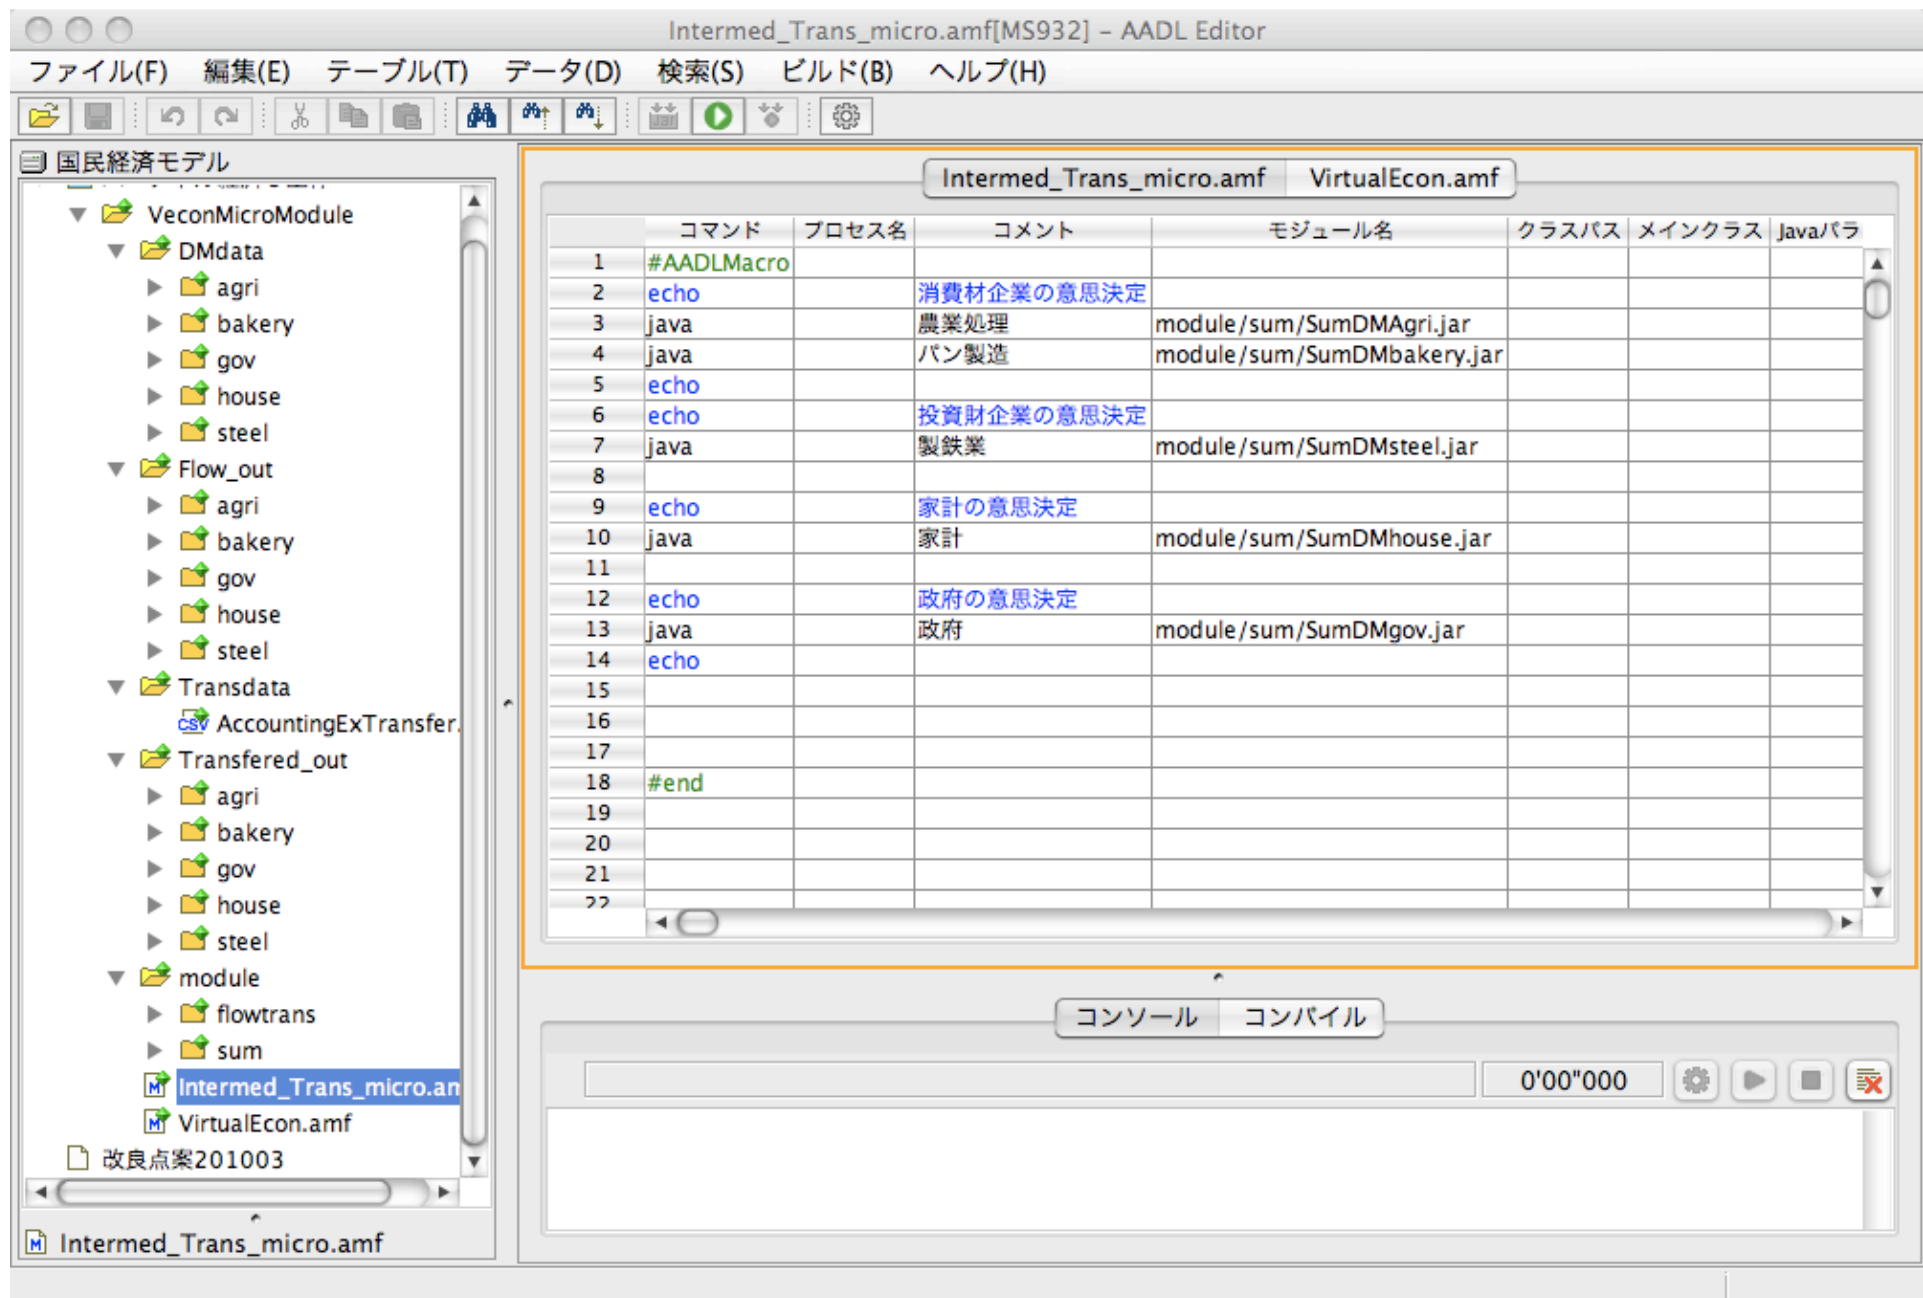 Intermed_Trans_micro.amf[MS932] – AADL Editor
ファイル(F) 編集(E) テーブル(T) データ(D) 検索(S) ビルド(B) ヘルプ(H)
国民経済モデル
VeconMicroModule
DMdata
agri
bakery
gov
house
steel
Flow_out
agri
bakery
gov
house
steel
Transdata
AccountingExTransfer.
Transfered_out
agri
bakery
gov
house
steel
module
flowtrans
sum
Intermed_Trans_micro.am
VirtualEcon.amf
改良点案201003
Intermed_Trans_micro.amf
Intermed_Trans_micro.amf VirtualEcon.amf
コマンド プロセス名 コメント モジュール名 クラスパス メインクラス Javaパラ
1 #AADLMacro
2 echo 消費材企業の意思決定
3 java 農業処理 module/sum/SumDMAgri.jar
4 java パン製造 module/sum/SumDMbakery.jar
5 echo
6 echo 投資財企業の意思決定
7 java 製鉄業 module/sum/SumDMsteel.jar
8
9 echo 家計の意思決定
10 java 家計 module/sum/SumDMhouse.jar
11
12 echo 政府の意思決定
13 java 政府 module/sum/SumDMgov.jar
14 echo
15
16
17
18 #end
19
20
21
22
コンソール コンパイル
0'00"000